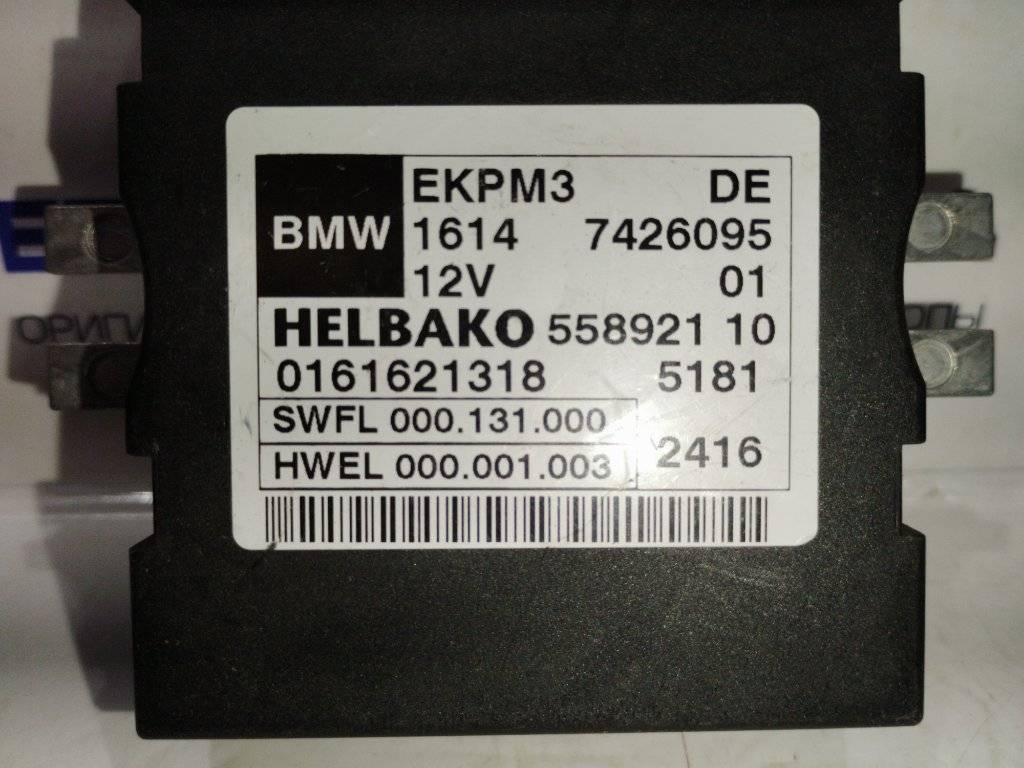 EKPM3 DE
BMW 1614 7426095
12V 01
HELBAKO 558921 10
0161621318 5181
SWFL 000.131.000
HWEL 000.001.003 2416